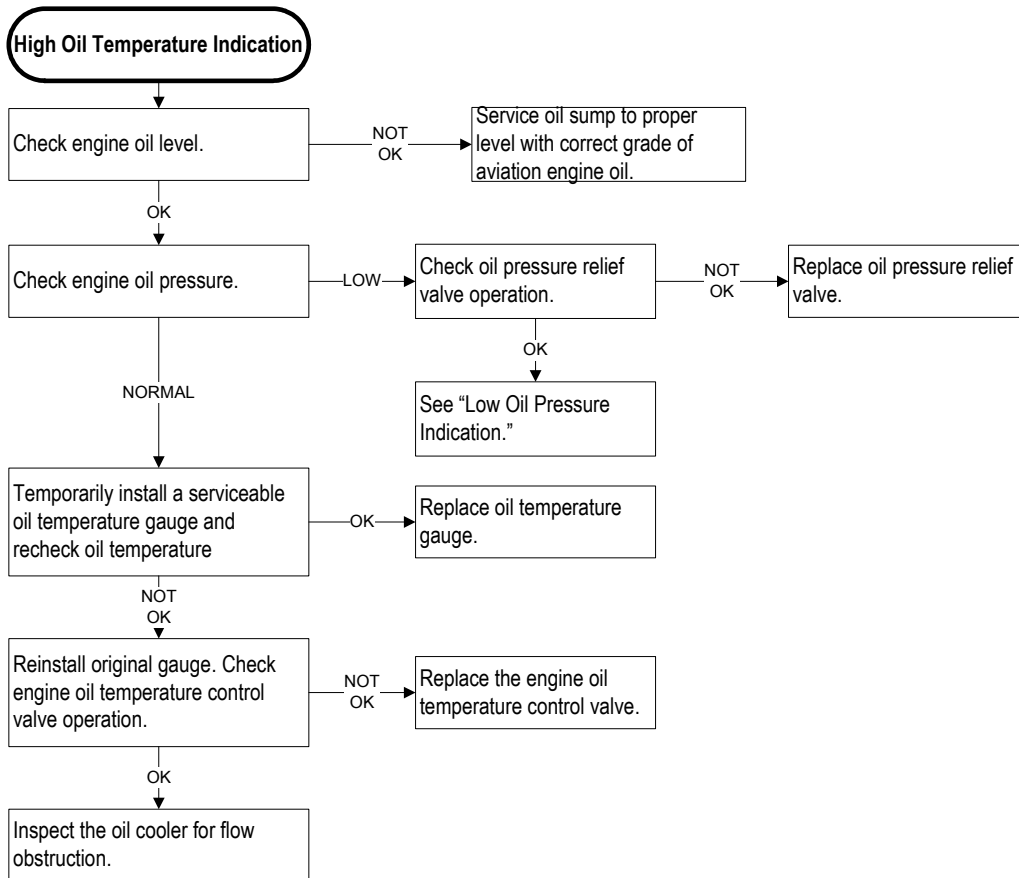 High Oil Temperature Indication
Check engine oil level.
NOT
OK
Service oil sump to proper
level with correct grade of
aviation engine oil.
OK
Check engine oil pressure.
LOW
Check oil pressure relief
valve operation.
NOT
OK
Replace oil pressure relief
valve.
OK
See “Low Oil Pressure
Indication.”
NORMAL
Temporarily install a serviceable
oil temperature gauge and
recheck oil temperature
OK
Replace oil temperature
gauge.
NOT
OK
Reinstall original gauge. Check
engine oil temperature control
valve operation.
NOT
OK
Replace the engine oil
temperature control valve.
OK
Inspect the oil cooler for flow
obstruction.